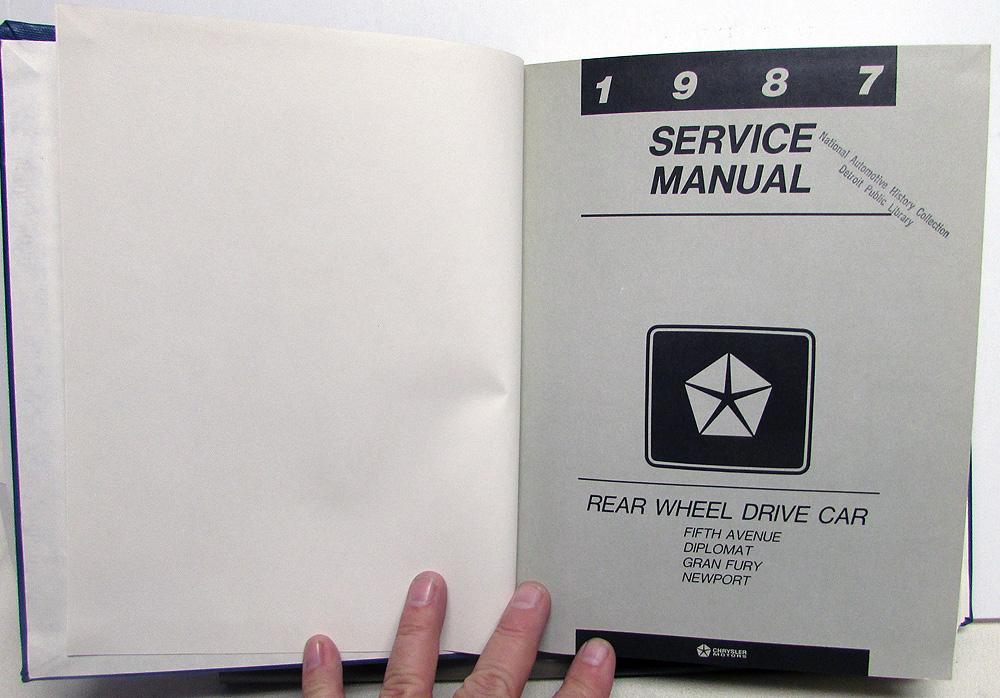 1 9 8 7
SERVICE
MANUAL
National Automotive History Collection
Detroit Public Library
REAR WHEEL DRIVE CAR
FIFTH AVENUE
DIPLOMAT
GRAN FURY
NEWPORT
CHRYSLER
MOTORS